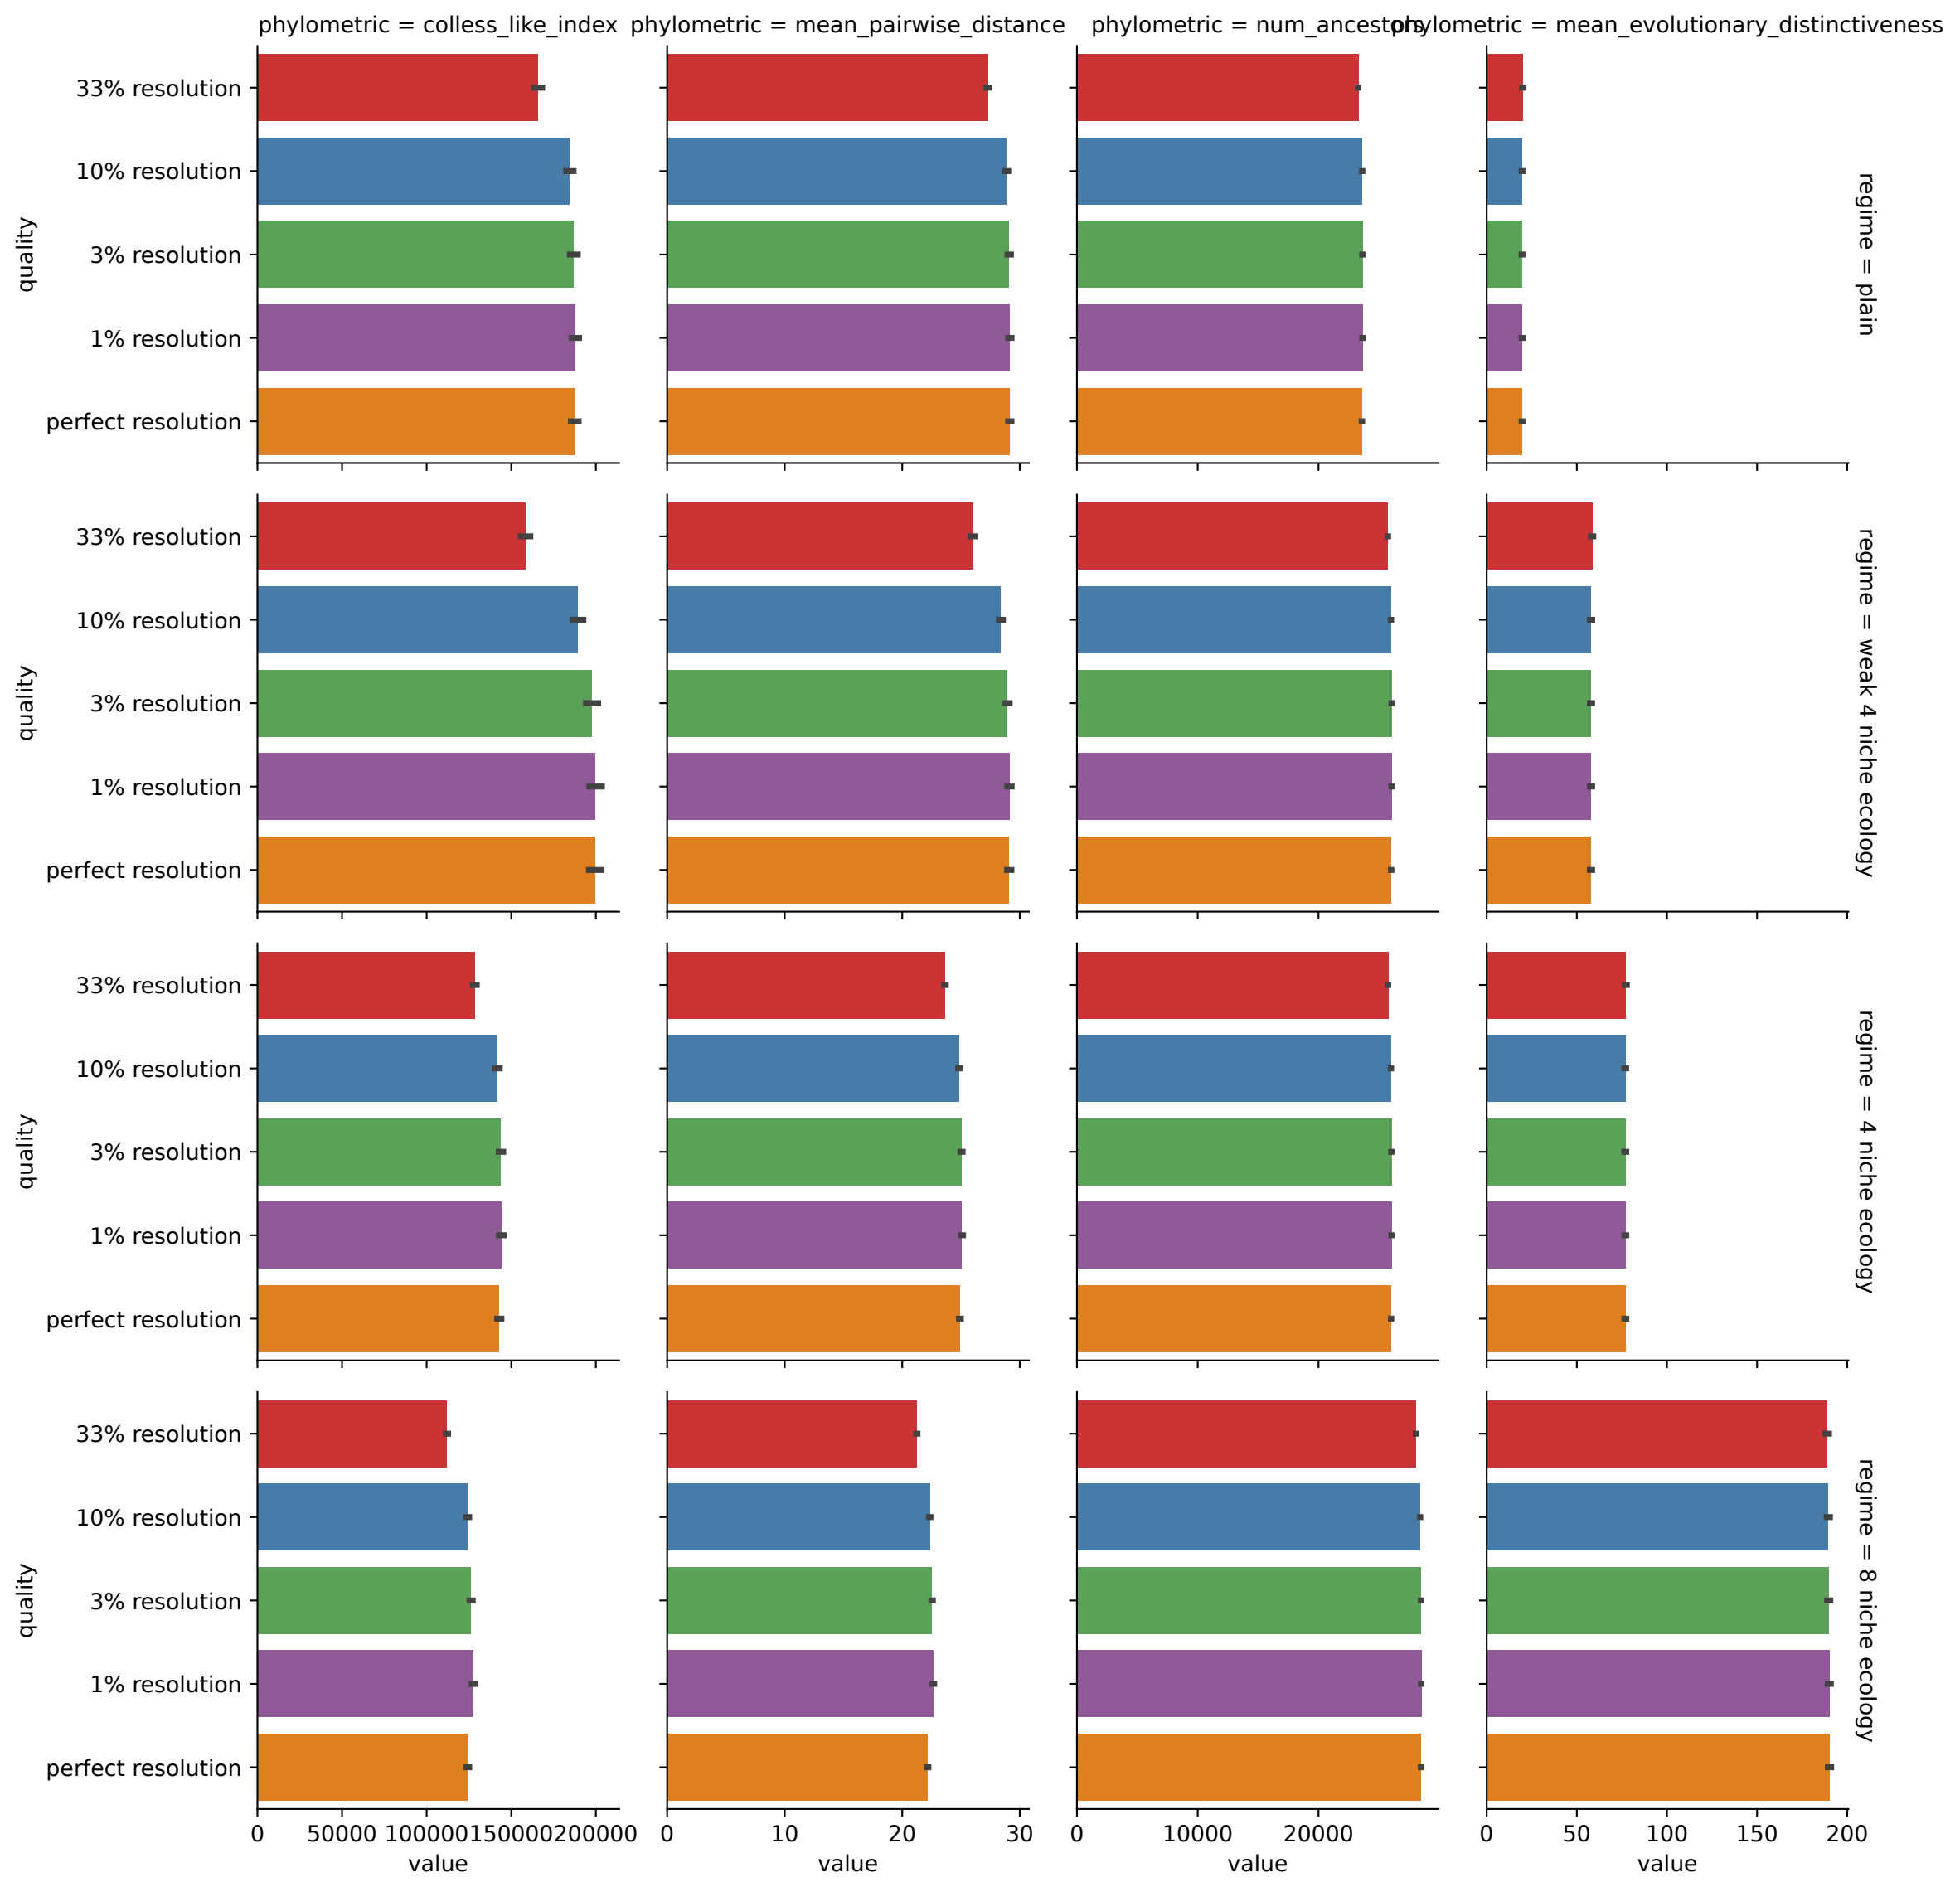 phylometric = colless_like_index
phylometric = mean_pairwise_distance
phylometric = num_ancestors
phylometric = mean_evolutionary_distinctiveness
quality
33% resolution
10% resolution
3% resolution
1% resolution
perfect resolution
regime = plain
quality
33% resolution
10% resolution
3% resolution
1% resolution
perfect resolution
regime = weak 4 niche ecology
quality
33% resolution
10% resolution
3% resolution
1% resolution
perfect resolution
regime = 4 niche ecology
quality
33% resolution
10% resolution
3% resolution
1% resolution
perfect resolution
regime = 8 niche ecology
0 50000 100000 150000 200000
0 10 20 30
0 10000 20000
0 50 100 150 200
value
value
value
value